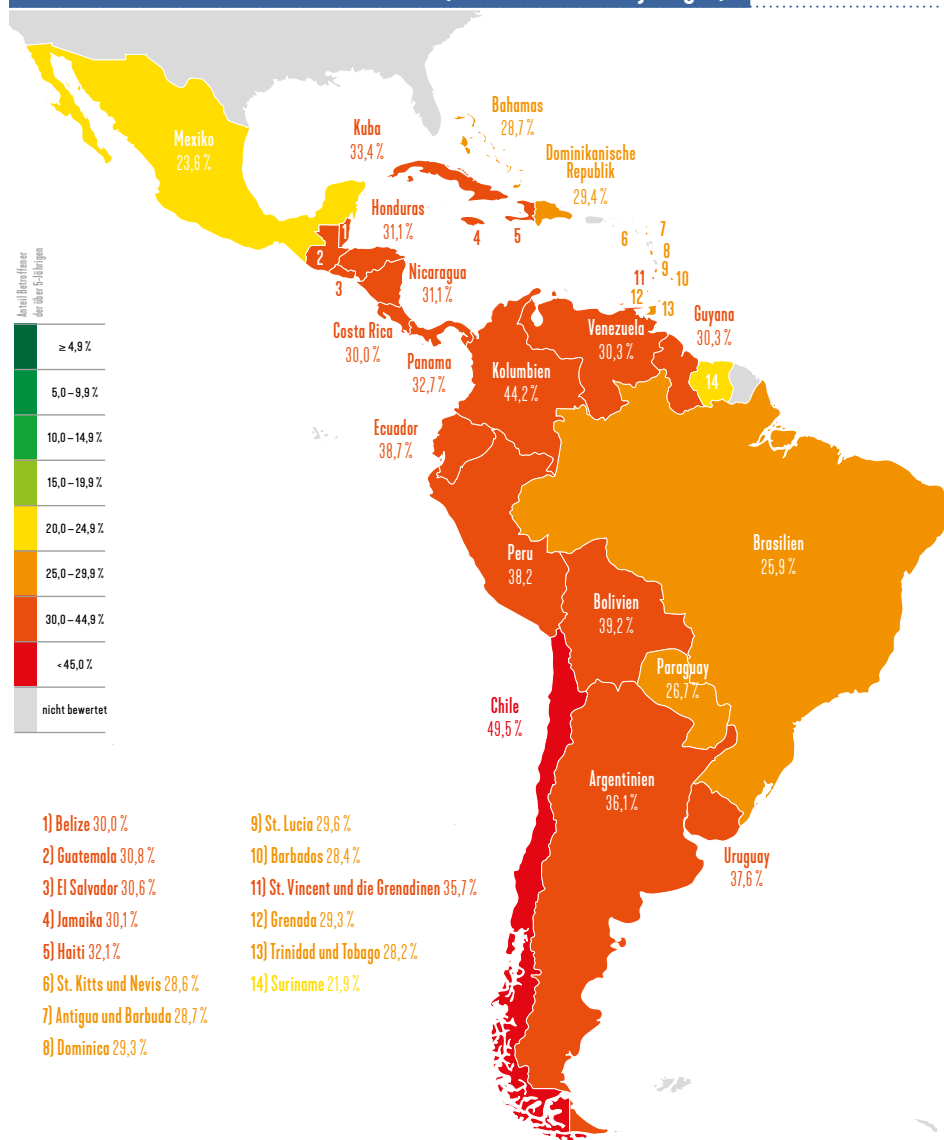 Bahamas
28,7 %
Kuba
33,4 %
Mexiko
23,6 %
Dominikanische
Republik
29,4 %
Honduras
31,1 %
1
2
3
4
5
6
7
8
9
10
11
12
13
Nicaragua
31,1 %
Guyana
30,3 %
Costa Rica
30,0 %
Venezuela
30,3 %
Panama
32,7 %
Kolumbien
44,2 %
14
Ecuador
38,7 %
Anteil Betroffener
der über 5-Jährigen
≥ 4,9 %
5,0 – 9,9 %
10,0 – 14,9 %
15,0 – 19,9 %
20,0 – 24,9 %
25,0 – 29,9 %
30,0 – 44,9 %
< 45,0 %
nicht bewertet
Peru
38,2
Brasilien
25,9 %
Bolivien
39,2 %
Paraguay
26,7 %
Chile
49,5 %
Argentinien
36,1 %
Uruguay
37,6 %
1) Belize 30,0 %
2) Guatemala 30,8 %
3) El Salvador 30,6 %
4) Jamaika 30,1 %
5) Haiti 32,1 %
6) St. Kitts und Nevis 28,6 %
7) Antigua und Barbuda 28,7 %
8) Dominica 29,3 %
9) St. Lucia 29,6 %
10) Barbados 28,4 %
11) St. Vincent und die Grenadinen 35,7 %
12) Grenada 29,3 %
13) Trinidad und Tobago 28,2 %
14) Suriname 21,9 %